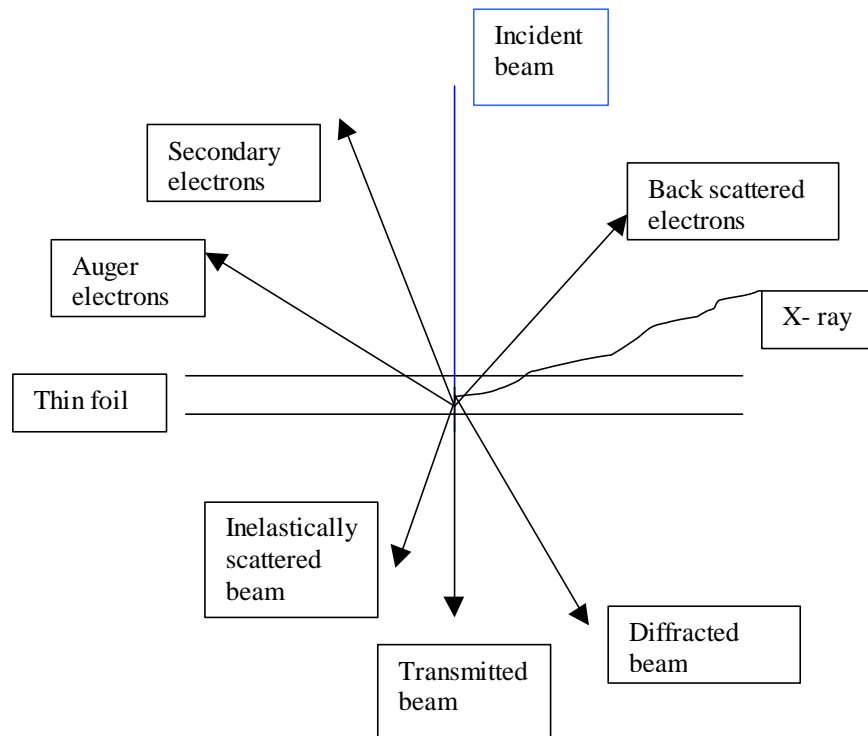 Incident
beam
Secondary
electrons
Back scattered
electrons
Auger
electrons
X- ray
Thin foil
Inelastically
scattered
beam
Diffracted
beam
Transmitted
beam